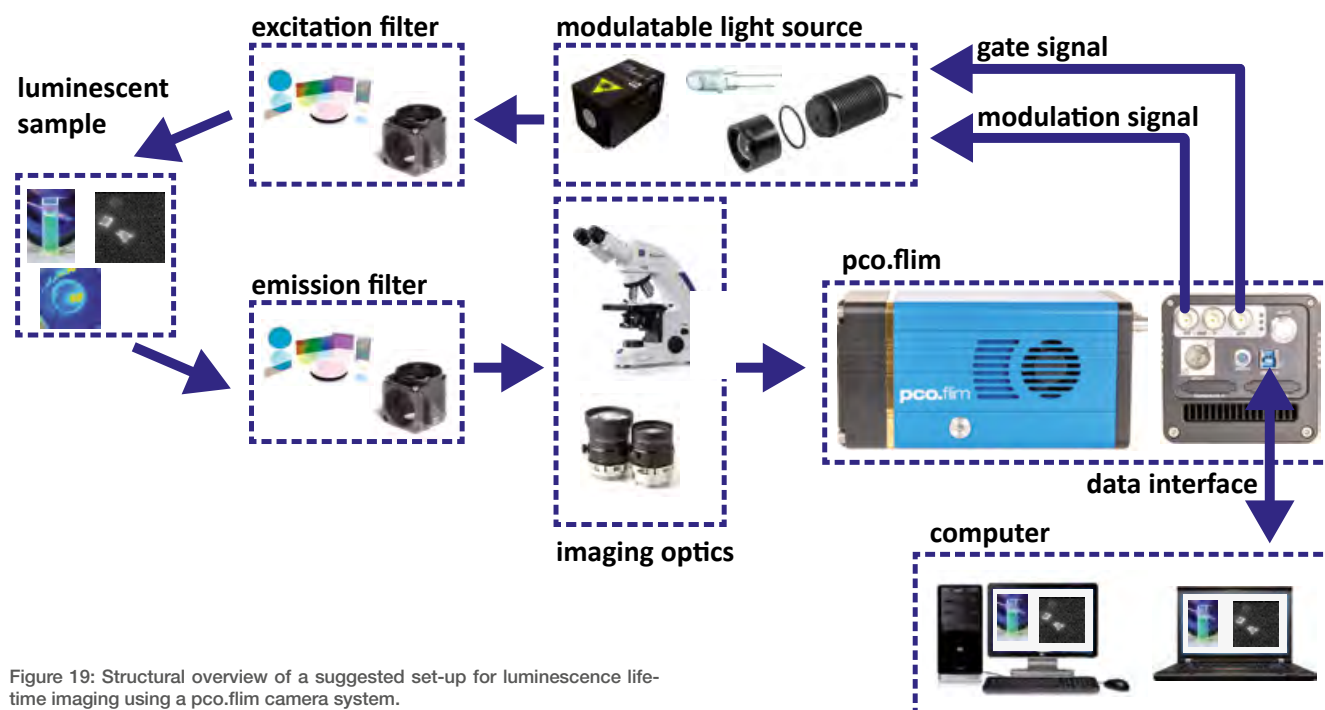 excitation filter
modulatable light source
gate signal
luminescent
sample
modulation signal
pco.flim
emission filter
pco.flim
data interface
imaging optics
computer
Figure 19: Structural overview of a suggested set-up for luminescence life-
time imaging using a pco.flim camera system.